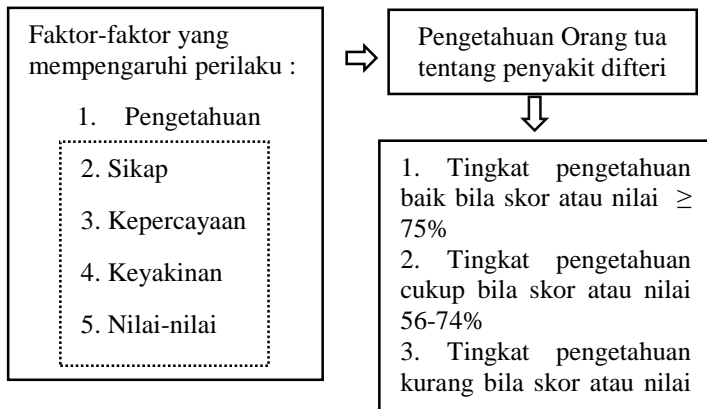 Faktor-faktor yang
mempengaruhi perilaku :
1. Pengetahuan
2. Sikap
3. Kepercayaan
4. Keyakinan
5. Nilai-nilai
Pengetahuan Orang tua
tentang penyakit difteri
1. Tingkat pengetahuan
baik bila skor atau nilai ≥
75%
2. Tingkat pengetahuan
cukup bila skor atau nilai
56-74%
3. Tingkat pengetahuan
kurang bila skor atau nilai